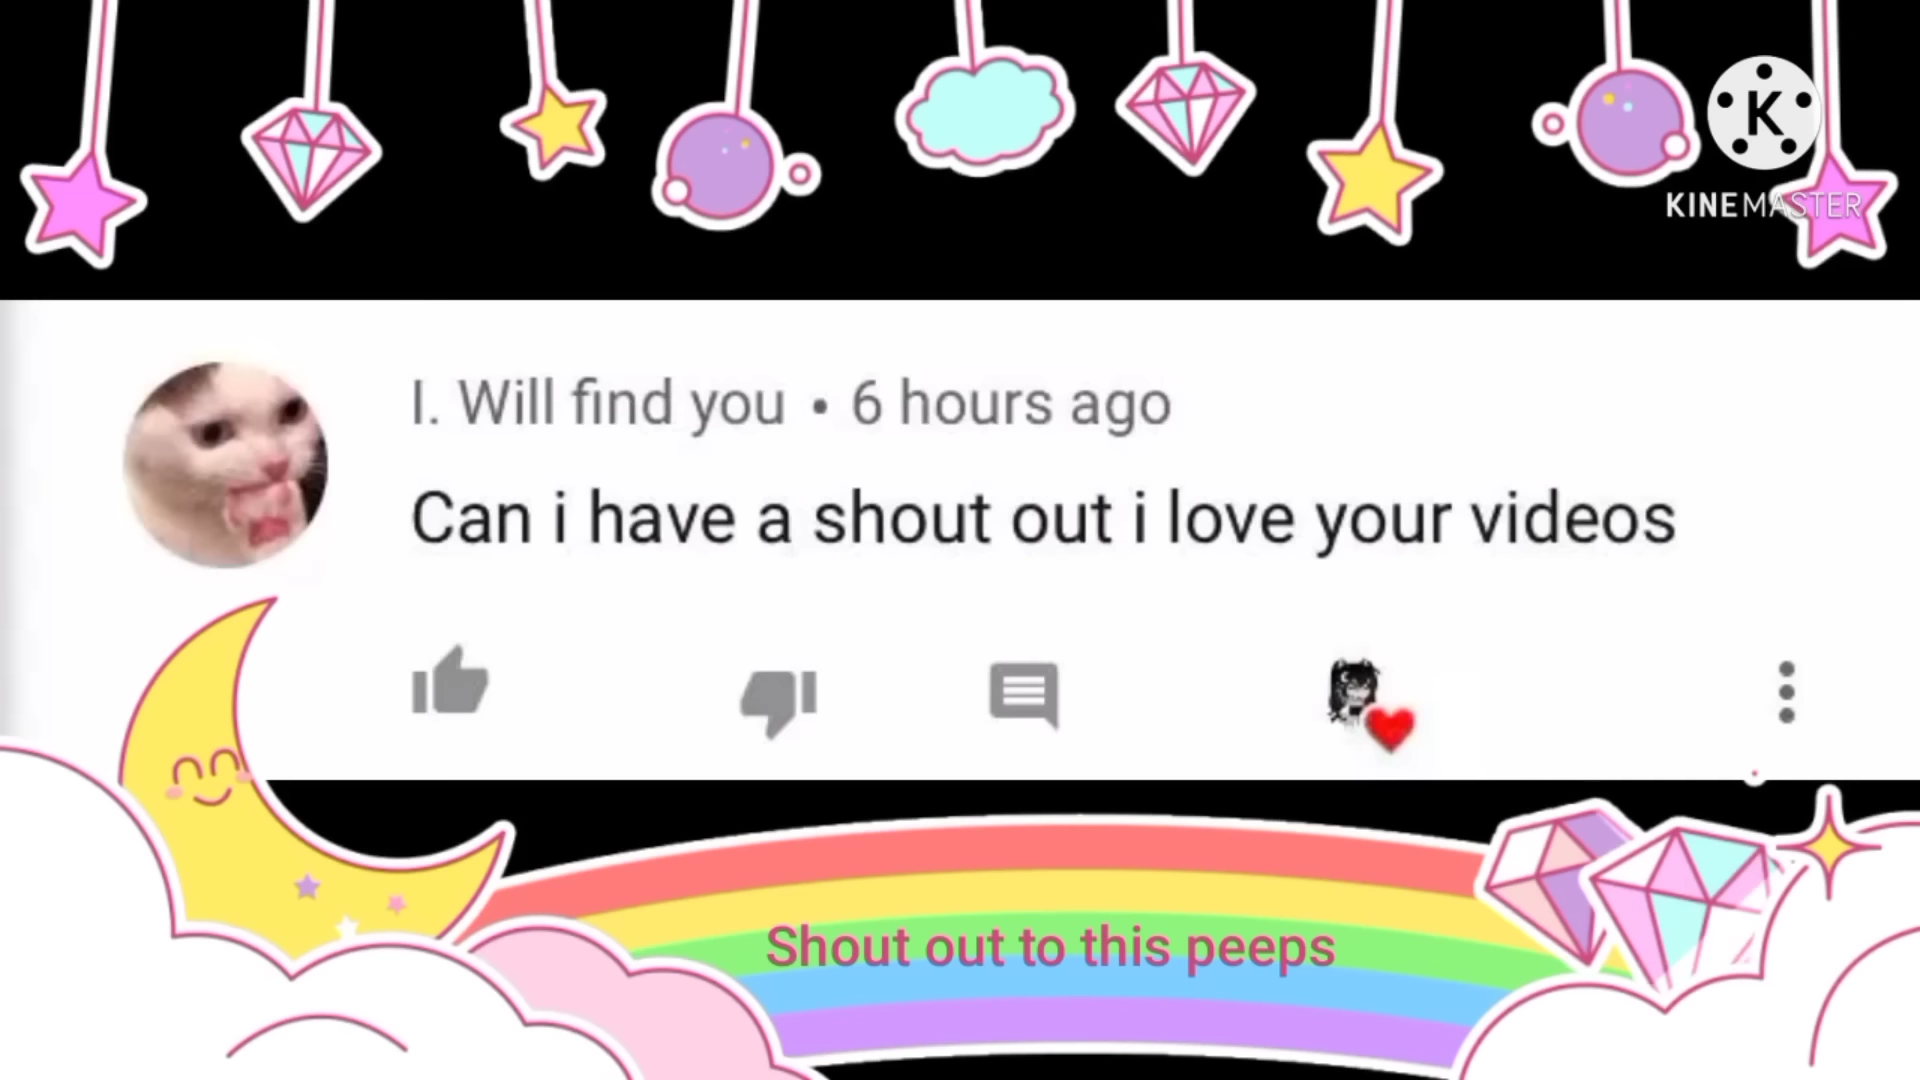 K
KINEMASTER
I. Will find you • 6 hours ago
Can i have a shout out i love your videos
Shout out to this peeps